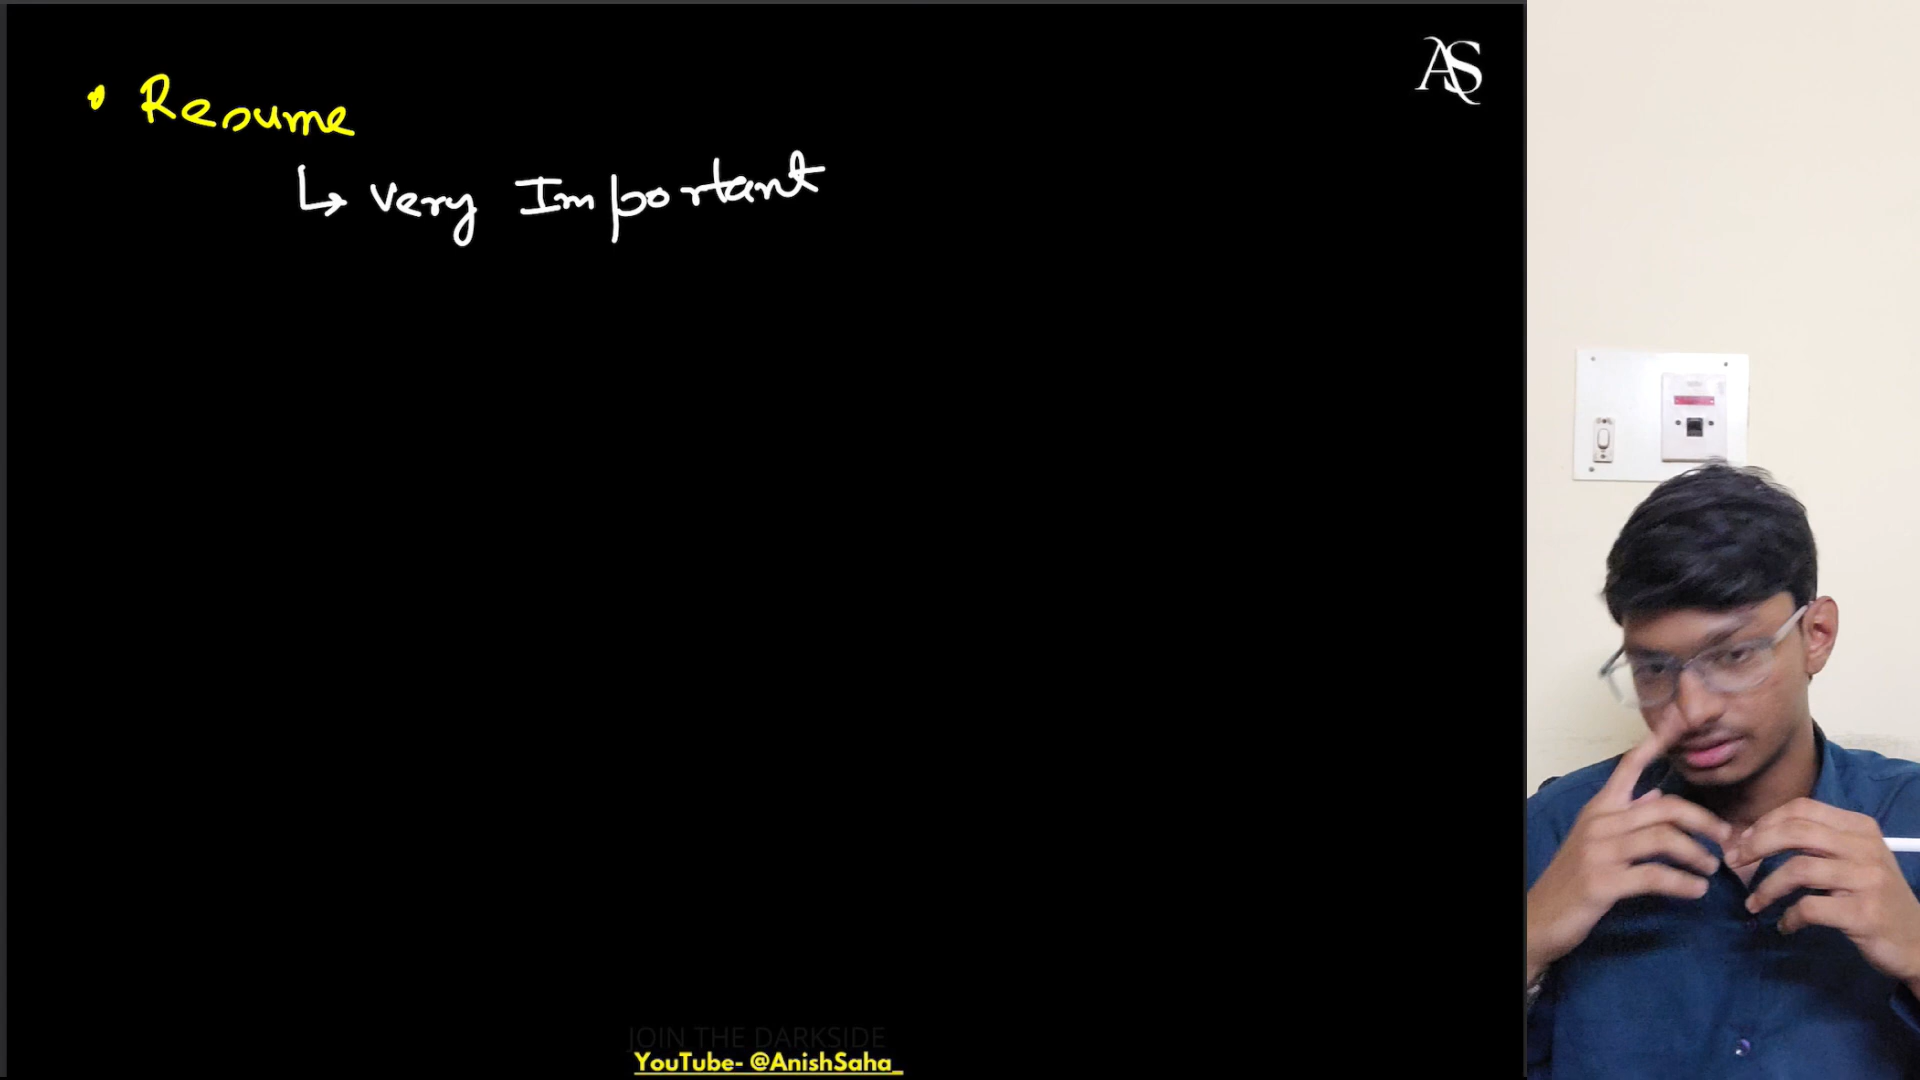 • Resume
AS
↳ very Important
JOIN THE DARKSIDE
YouTube- @AnishSaha_